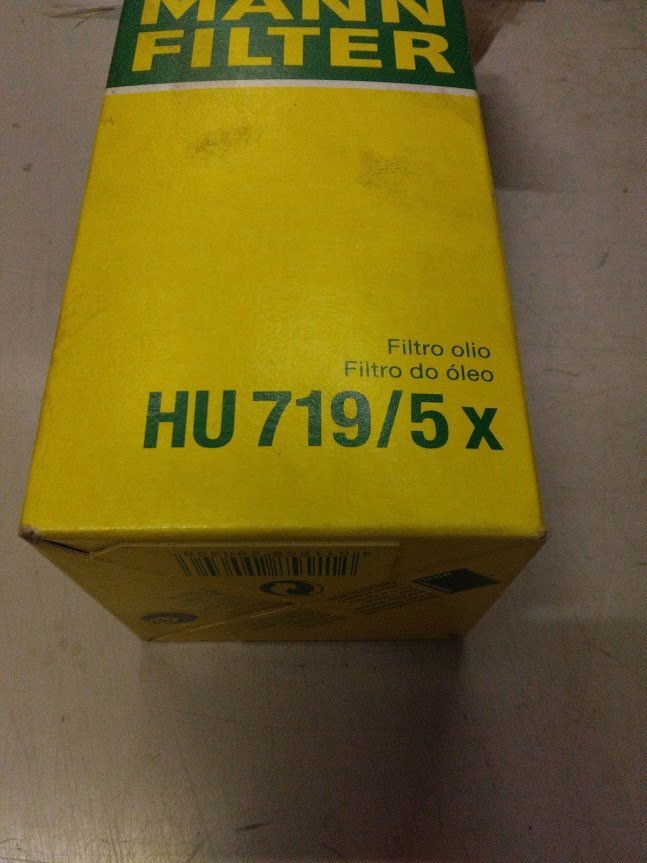 MANN
FILTER
Filtro olio
Filtro do óleo
HU 719/5 x